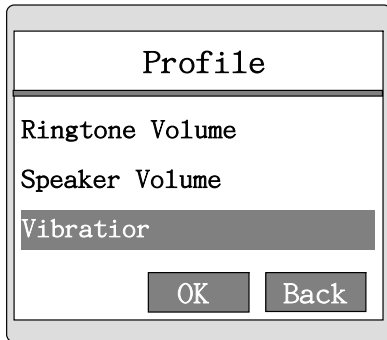 Profile
Ringtone Volume
Speaker Volume
Vibratior
OK Back